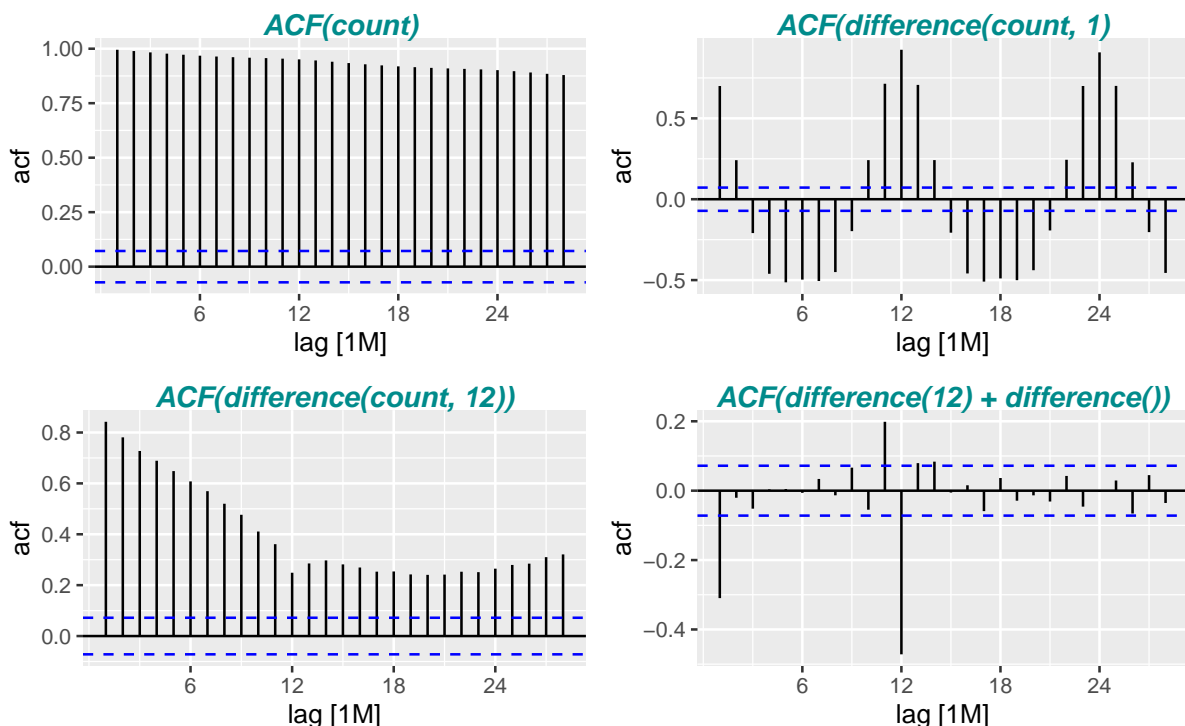 ACF(count)
1.00
0.75
0.50
0.25
0.00
acf
6
12
18
24
lag [1M]
ACF(difference(count, 1)
0.5
0.0
−0.5
acf
6
12
18
24
lag [1M]
ACF(difference(count, 12))
0.8
0.6
0.4
0.2
0.0
acf
6
12
18
24
lag [1M]
ACF(difference(12) + difference())
0.2
0.0
−0.2
−0.4
acf
6
12
18
24
lag [1M]